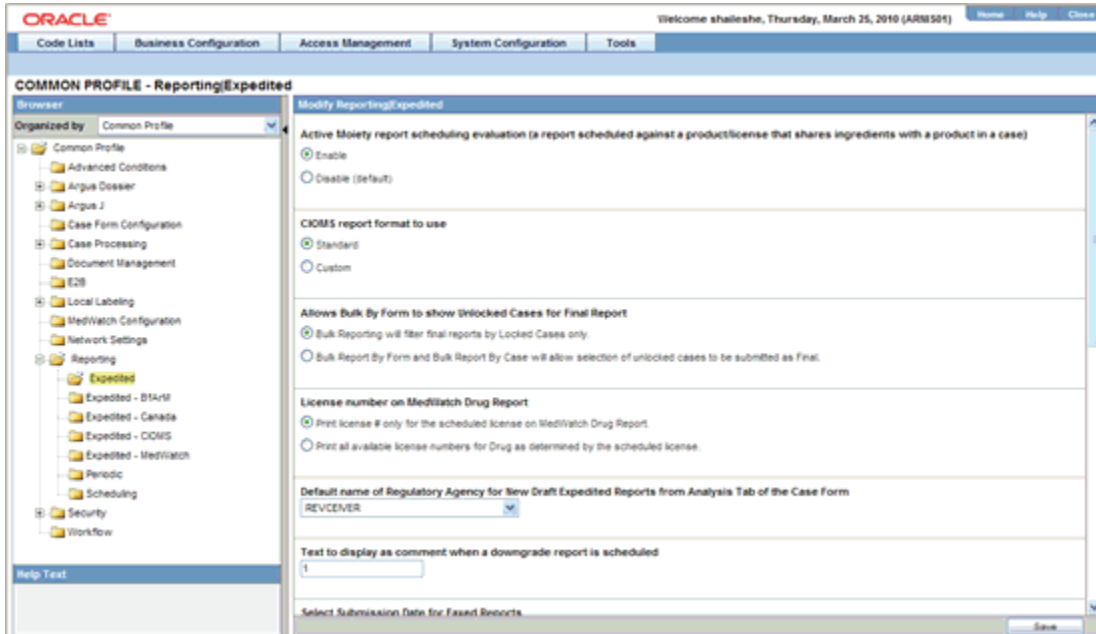 ORACLE
Welcome shaileshe, Thursday, March 25, 2010 (ARMIS01)
Home Help Close
Code Lists Business Configuration Access Management System Configuration Tools
COMMON PROFILE - Reporting|Expedited
Browser
Organized by Common Profile
Common Profile
Advanced Conditions
Argus Dossier
Argus J
Case Form Configuration
Case Processing
Document Management
E2B
Local Labeling
MedWatch Configuration
Network Settings
Reporting
Expedited
Expedited - BfArM
Expedited - Canada
Expedited - CIOMS
Expedited - MedWatch
Periodic
Scheduling
Security
Workflow
Help Text
Modify Reporting|Expedited
Active Moiety report scheduling evaluation (a report scheduled against a product/license that shares ingredients with a product in a case)
Enable
Disable (default)
CIOMS report format to use
Standard
Custom
Allows Bulk By Form to show Unlocked Cases for Final Report
Bulk Reporting will filter final reports by Locked Cases only.
Bulk Report By Form and Bulk Report By Case will allow selection of unlocked cases to be submitted as Final.
License number on MedWatch Drug Report
Print license # only for the scheduled license on MedWatch Drug Report.
Print all available license numbers for Drug as determined by the scheduled license.
Default name of Regulatory Agency for New Draft Expedited Reports from Analysis Tab of the Case Form
REVCEIVER
Text to display as comment when a downgrade report is scheduled
1
Select Submission Date for Faxed Reports
Save